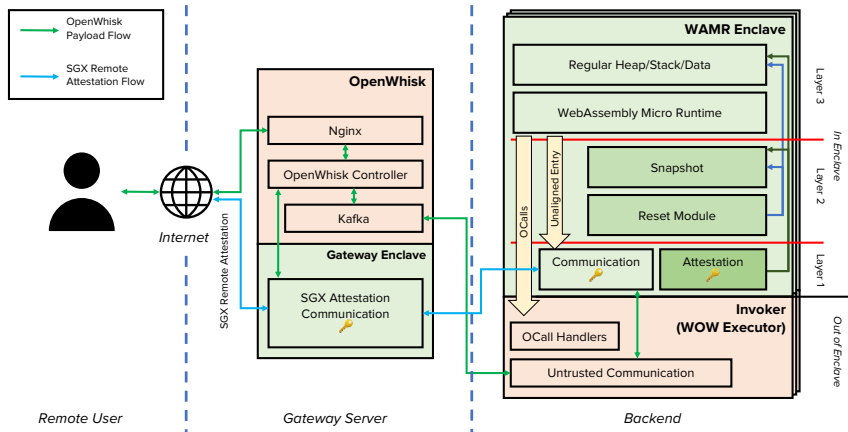 OpenWhisk
Payload Flow
SGX Remote
Attestation Flow
Internet
SGX Remote Attestation
OpenWhisk
Nginx
OpenWhisk Controller
Kafka
Gateway Enclave
SGX Attestation
Communication
WAMR Enclave
Regular Heap/Stack/Data
WebAssembly Micro Runtime
OCalls
Unaligned Entry
Snapshot
Reset Module
Communication
Attestation
Layer 3
Layer 2
Layer 1
In Enclave
Out of Enclave
Invoker
(WOW Executor)
OCall Handlers
Untrusted Communication
Remote User
Gateway Server
Backend